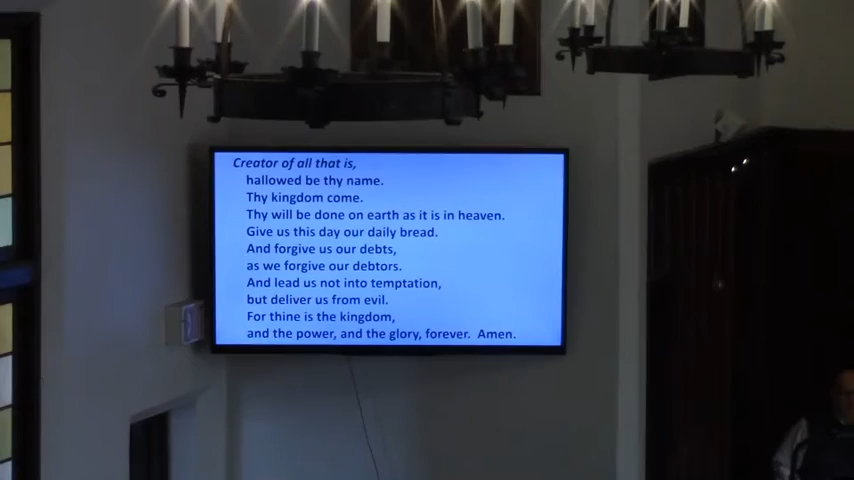 Creator of all that is,
hallowed be thy name.
Thy kingdom come.
Thy will be done on earth as it is in heaven.
Give us this day our daily bread.
And forgive us our debts,
as we forgive our debtors.
And lead us not into temptation,
but deliver us from evil.
For thine is the kingdom,
and the power, and the glory, forever.  Amen.